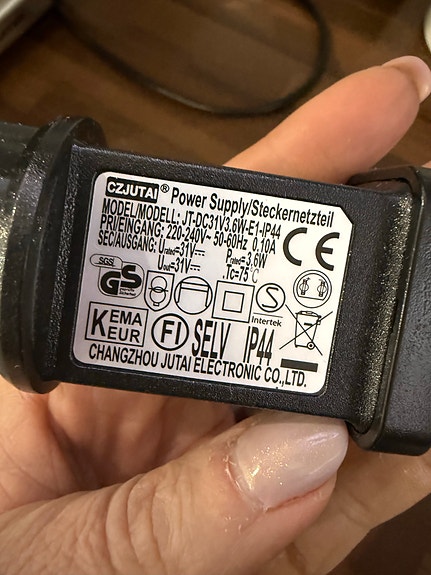 CZJUTAI ® Power Supply/Steckernetzteil
MODEL/MODELL: JT-DC31V3.6W-E1-IP44
PRI/EINGANG: 220-240V~ 50-60Hz 0.10A
SEC/AUSGANG: Urated=31V⎓ Prated=3.6W
Uout=31V⎓ Tc=75℃
CE
SGS
GS
S
Intertek
KEMA
KEUR
FI
SELV
IP44
CHANGZHOU JUTAI ELECTRONIC CO.,LTD.